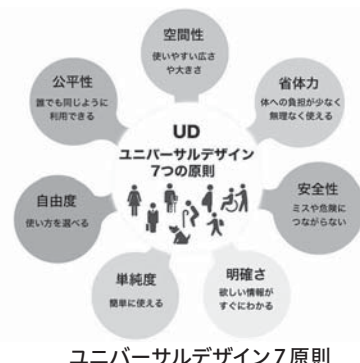 空間性
使いやすい広さ
や大きさ
省体力
体への負担が少なく
無理なく使える
安全性
ミスや危険に
つながらない
明確さ
欲しい情報が
すぐにわかる
単純度
簡単に使える
自由度
使い方を選べる
公平性
誰でも同じように
利用できる
UD
ユニバーサルデザイン
7つの原則
ユニバーサルデザイン7原則